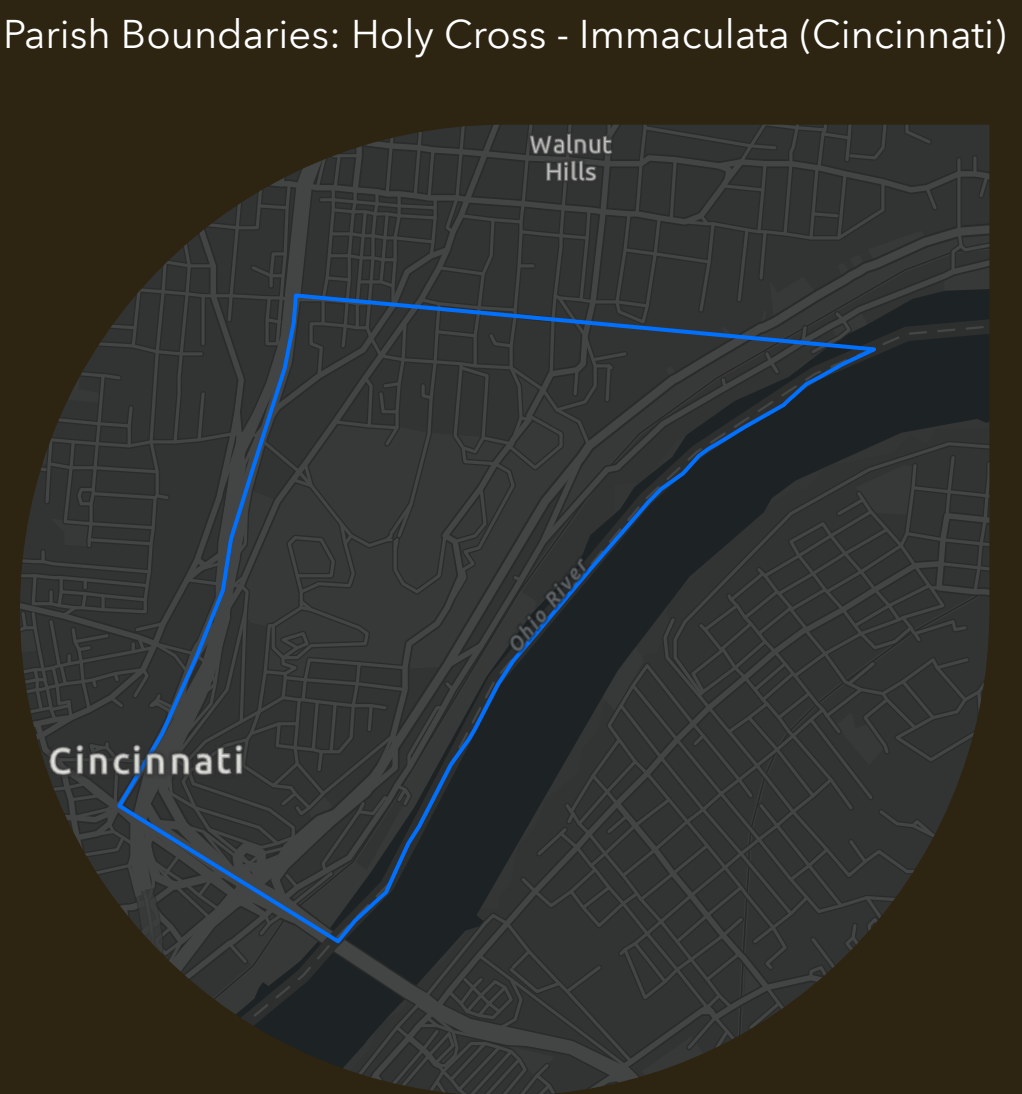 Parish Boundaries: Holy Cross - Immaculata (Cincinnati)
Walnut
Hills
Ohio River
Cincinnati